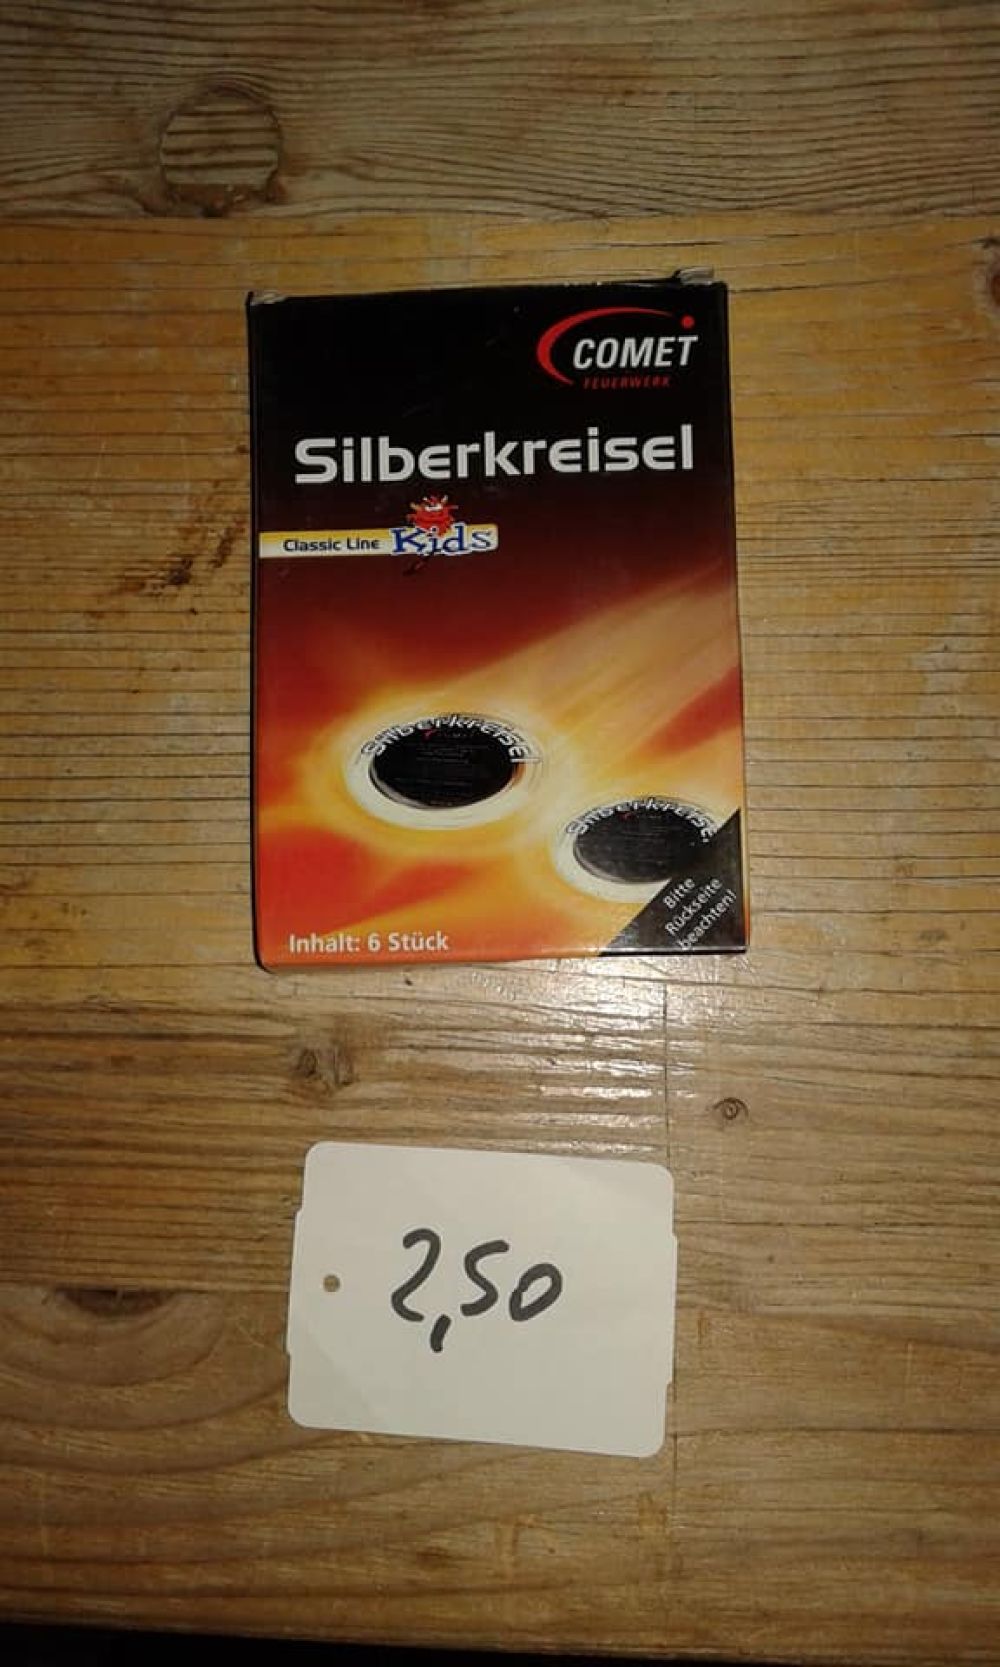 COMET
FEUERWERK
Silberkreisel
Classic Line Kids
Silberkreisel
Silberkreisel
Bitte
Rückseite
beachten!
Inhalt: 6 Stück
2,50